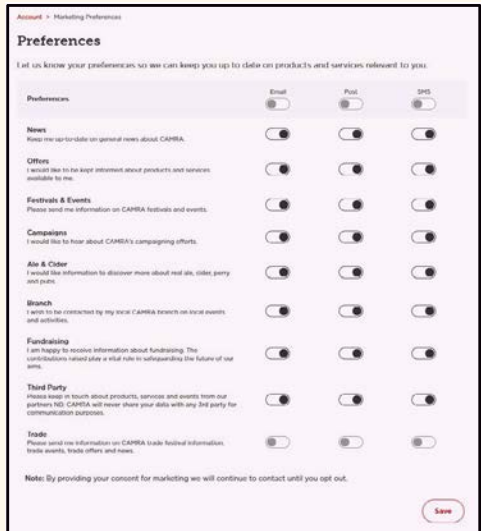 Account > Marketing Preferences
Preferences
Let us know your preferences so we can keep you up to date on products and services relevant to you.
Preferences Email Post SMS
News
Keep me up-to-date on general news about CAMRA.
Offers
I would like to be kept informed about products and services
available to me.
Festivals & Events
Please send me information on CAMRA festivals and events.
Campaigns
I would like to hear about CAMRA's campaigning efforts.
Ale & Cider
I would like information to discover more about real ale, cider, perry
and pubs.
Branch
I wish to be contacted by my local CAMRA branch on local events
and activities.
Fundraising
I am happy to receive information about fundraising. The
contributions raised play a vital role in safeguarding the future of our
aims.
Third Party
Please keep in touch about products, services and events from our
partners NB: CAMRA will never share your data with any 3rd party for
communication purposes.
Trade
Please send me information on CAMRA trade festival information,
trade events, trade offers and news.
Note: By providing your consent for marketing we will continue to contact until you opt out.
Save